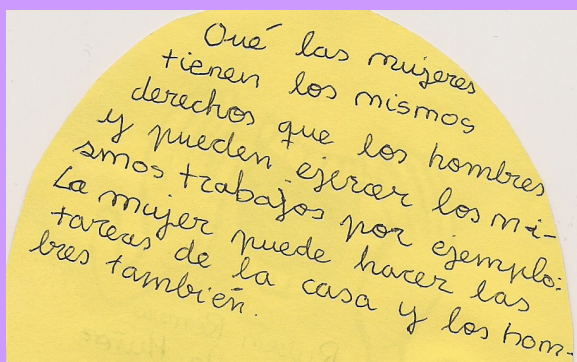 Qué las mujeres
tienen los mismos
derechos que los hombres
y pueden ejercer los mi-
smos trabajos por ejemplo:
La mujer puede hacer las
tareas de la casa y los hom-
bres también.